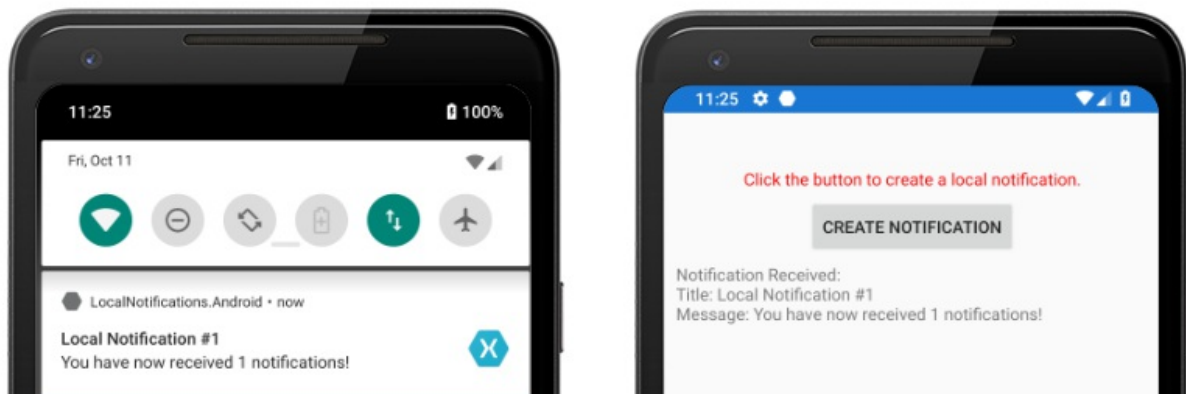 11:25
100%
Fri, Oct 11
LocalNotifications.Android • now
Local Notification #1
You have now received 1 notifications!
11:25
Click the button to create a local notification.
CREATE NOTIFICATION
Notification Received:
Title: Local Notification #1
Message: You have now received 1 notifications!